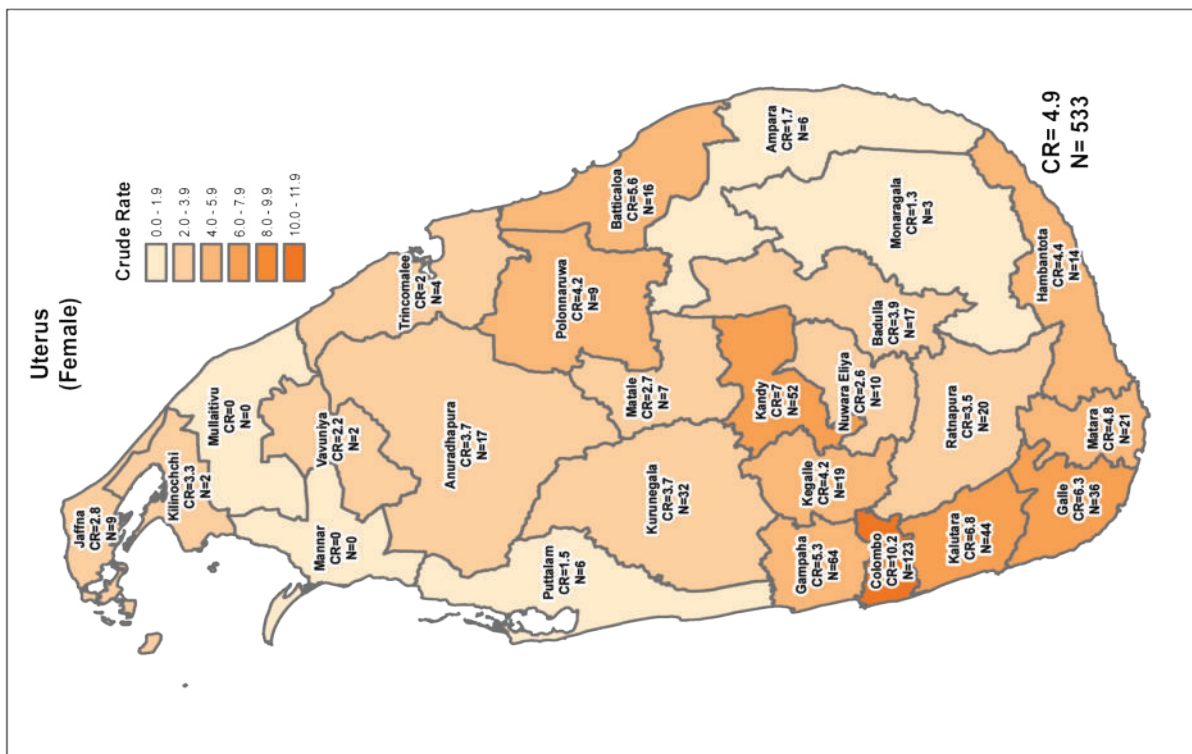 Uterus
(Female)
Crude Rate
0.0 - 1.9
2.0 - 3.9
4.0 - 5.9
6.0 - 7.9
8.0 - 9.9
10.0 - 11.9
Jaffna
CR=2.8
N=9
Kilinochchi
CR=3.3
N=2
Mullaitivu
CR=0
N=0
Mannar
CR=0
N=0
Vavuniya
CR=2.2
N=2
Trincomalee
CR=2
N=4
Anuradhapura
CR=3.7
N=17
Polonnaruwa
CR=4.2
N=9
Batticaloa
CR=5.6
N=16
Puttalam
CR=1.5
N=6
Kurunegala
CR=3.7
N=32
Matale
CR=2.7
N=7
Ampara
CR=1.7
N=6
Kandy
CR=7
N=52
Gampaha
CR=5.3
N=64
Kegalle
CR=4.2
N=19
Nuwara Eliya
CR=2.6
N=10
Badulla
CR=3.9
N=17
Monaragala
CR=1.3
N=3
Colombo
CR=10.2
N=123
Kalutara
CR=6.8
N=44
Ratnapura
CR=3.5
N=20
Hambantota
CR=4.4
N=14
Galle
CR=6.3
N=36
Matara
CR=4.8
N=21
CR= 4.9
N= 533